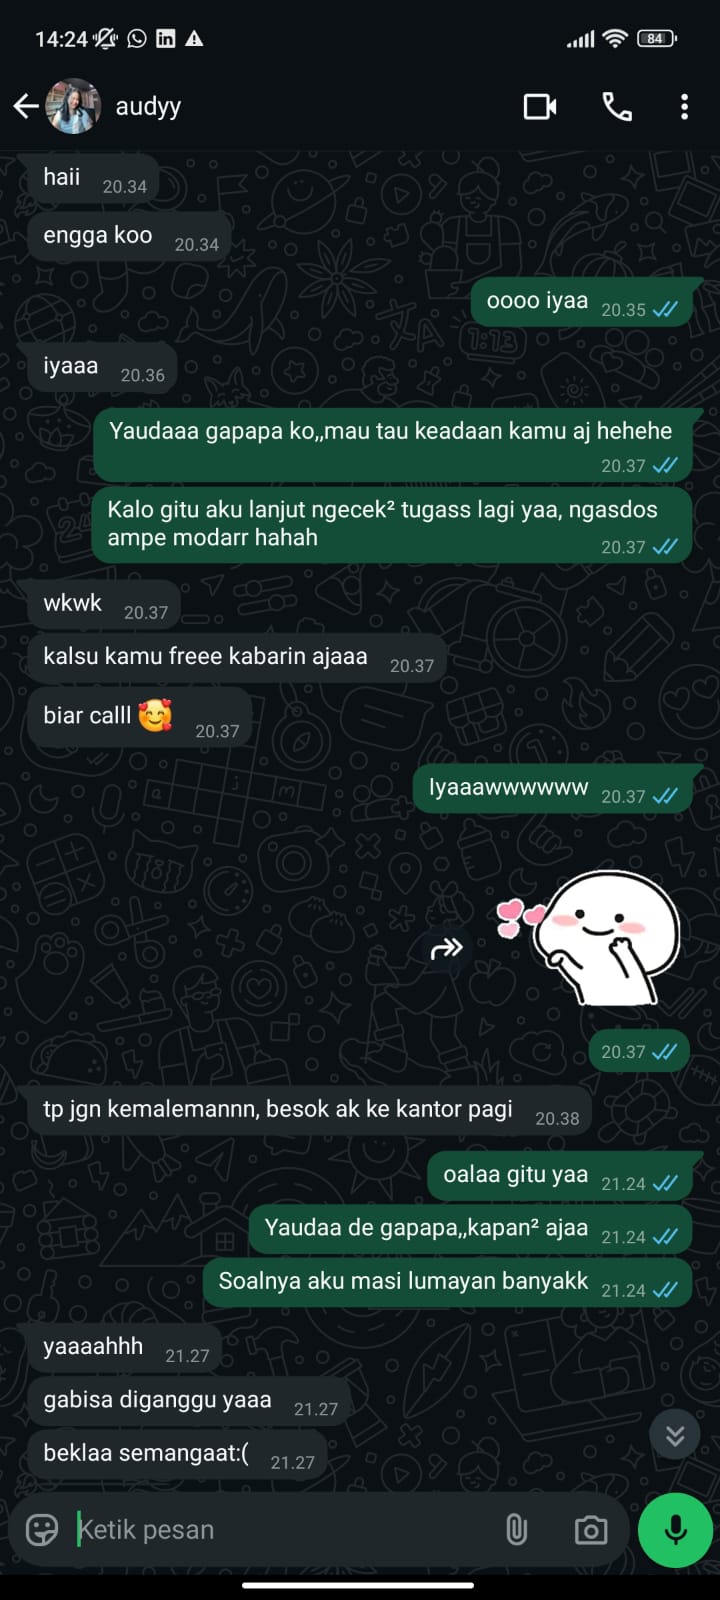 14:24
84
audyy
haii 20.34
engga koo 20.34
oooo iyaa 20.35
iyaaa 20.36
Yaudaaa gapapa ko,,mau tau keadaan kamu aj hehehe
20.37
Kalo gitu aku lanjut ngecek² tugass lagi yaa, ngasdos
ampe modarr hahah 20.37
wkwk 20.37
kalsu kamu freee kabarin ajaaa 20.37
biar calll 🥰 20.37
Iyaaawwwwww 20.37
20.37
tp jgn kemalemannn, besok ak ke kantor pagi 20.38
oalaa gitu yaa 21.24
Yaudaa de gapapa,,kapan² ajaa 21.24
Soalnya aku masi lumayan banyakk 21.24
yaaaahhh 21.27
gabisa diganggu yaaa 21.27
beklaa semangaat:( 21.27
Ketik pesan